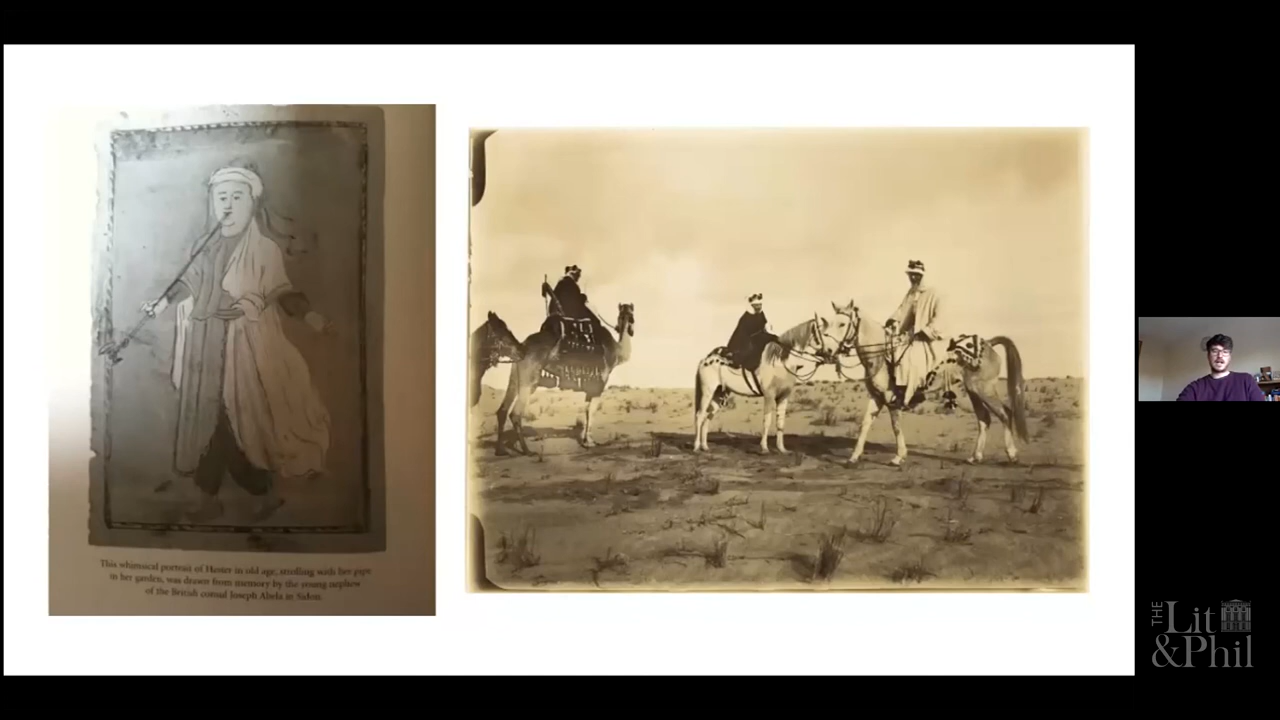 This whimsical portrait of Hester in old age, strolling with her pipe
in her garden, was drawn from memory by the young nephew
of the British consul Joseph Abela in Sidon.
THE
Lit
&Phil